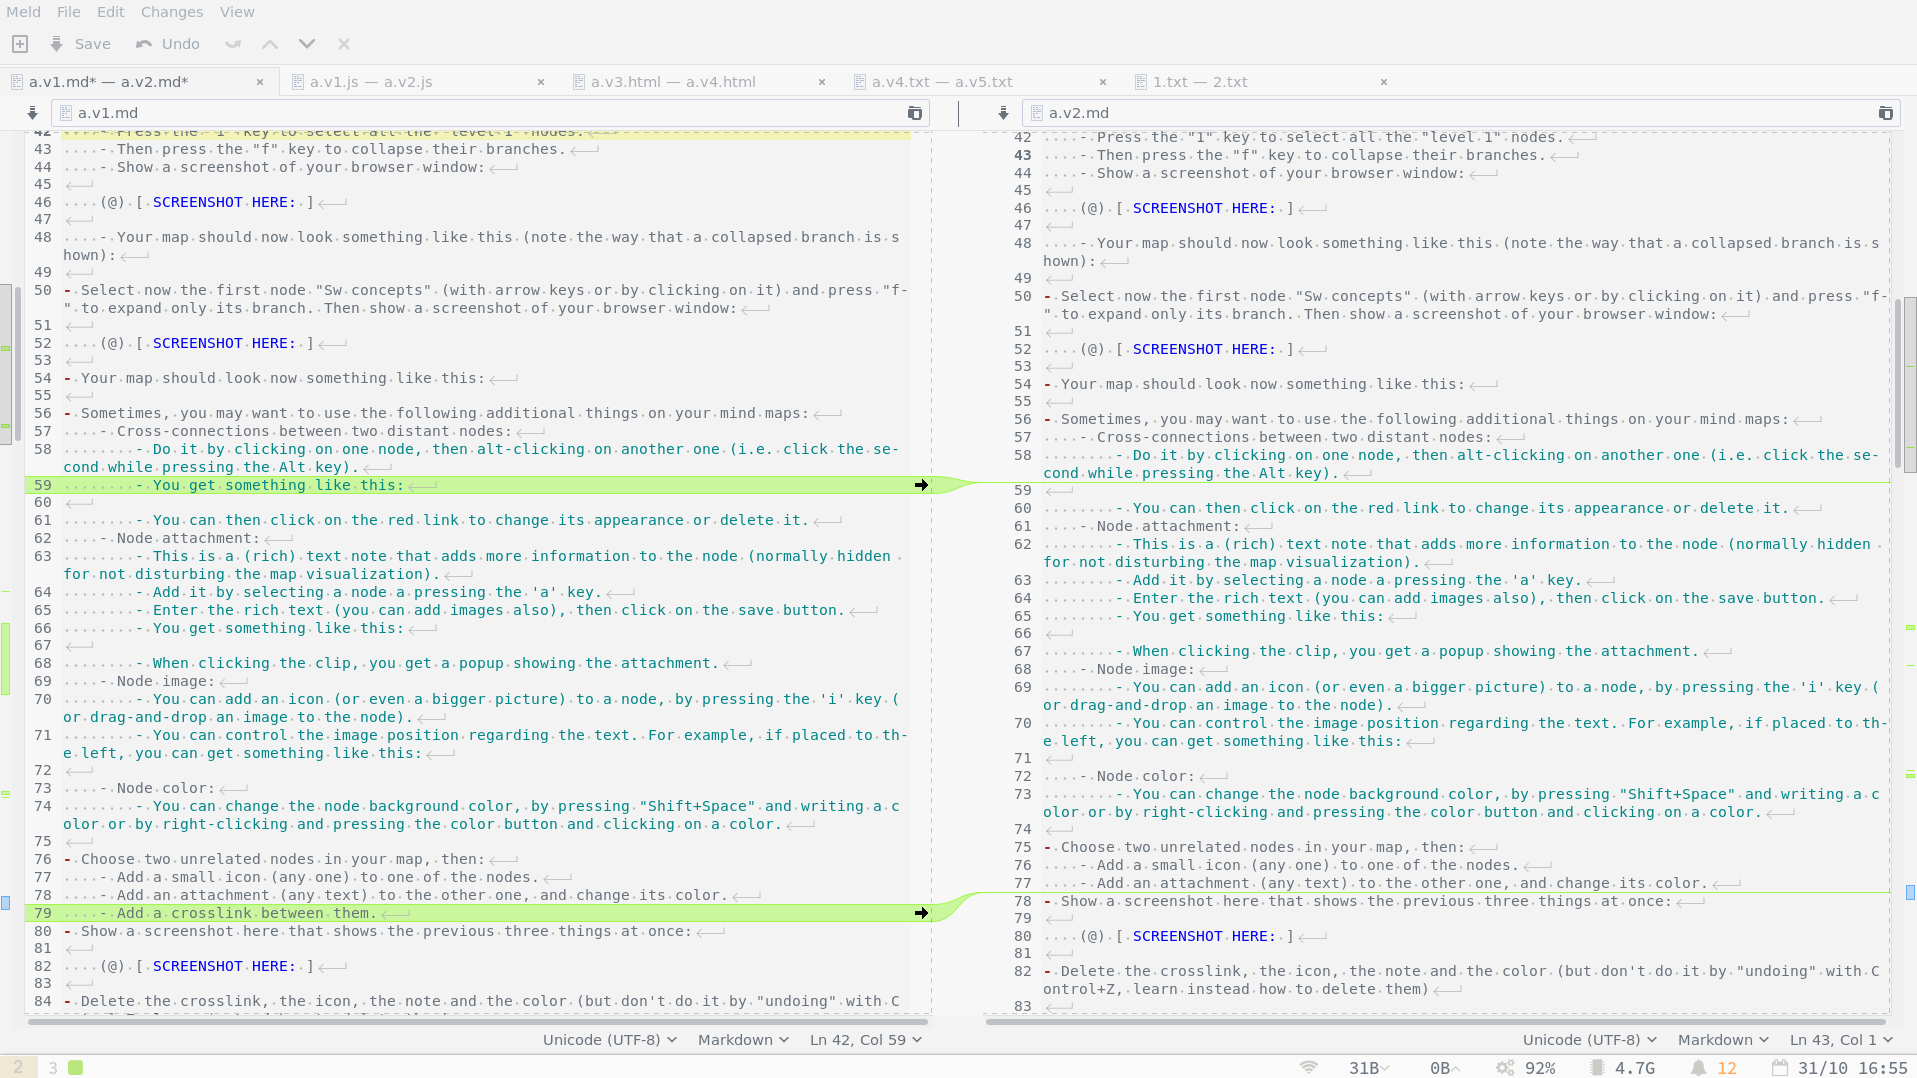 Meld File Edit Changes View
Save Undo
a.v1.md* — a.v2.md* × a.v1.js — a.v2.js × a.v3.html — a.v4.html × a.v4.txt — a.v5.txt × 1.txt — 2.txt ×
a.v1.md
42 - Press the "1" key to select all the "level 1" nodes.
43 - Then press the "f" key to collapse their branches.
44 - Show a screenshot of your browser window:
45
46 (@) [ SCREENSHOT HERE: ]
47
48 - Your map should now look something like this (note the way that a collapsed branch is s
hown):
49
50 - Select now the first node "Sw concepts" (with arrow keys or by clicking on it) and press "f-
" to expand only its branch. Then show a screenshot of your browser window:
51
52 (@) [ SCREENSHOT HERE: ]
53
54 - Your map should look now something like this:
55
56 - Sometimes, you may want to use the following additional things on your mind maps:
57 - Cross-connections between two distant nodes:
58 - Do it by clicking on one node, then alt-clicking on another one (i.e. click the se-
cond while pressing the Alt key).
59 - You get something like this:
60
61 - You can then click on the red link to change its appearance or delete it.
62 - Node attachment:
63 - This is a (rich) text note that adds more information to the node (normally hidden
for not disturbing the map visualization).
64 - Add it by selecting a node a pressing the 'a' key.
65 - Enter the rich text (you can add images also), then click on the save button.
66 - You get something like this:
67
68 - When clicking the clip, you get a popup showing the attachment.
69 - Node image:
70 - You can add an icon (or even a bigger picture) to a node, by pressing the 'i' key (
or drag-and-drop an image to the node).
71 - You can control the image position regarding the text. For example, if placed to th-
e left, you can get something like this:
72
73 - Node color:
74 - You can change the node background color, by pressing "Shift+Space" and writing a c
olor or by right-clicking and pressing the color button and clicking on a color.
75
76 - Choose two unrelated nodes in your map, then:
77 - Add a small icon (any one) to one of the nodes.
78 - Add an attachment (any text) to the other one, and change its color.
79 - Add a crosslink between them.
80 - Show a screenshot here that shows the previous three things at once:
81
82 (@) [ SCREENSHOT HERE: ]
83
84 - Delete the crosslink, the icon, the note and the color (but don't do it by "undoing" with C
Unicode (UTF-8) Markdown Ln 42, Col 59
a.v2.md
42 - Press the "1" key to select all the "level 1" nodes.
43 - Then press the "f" key to collapse their branches.
44 - Show a screenshot of your browser window:
45
46 (@) [ SCREENSHOT HERE: ]
47
48 - Your map should now look something like this (note the way that a collapsed branch is s
hown):
49
50 - Select now the first node "Sw concepts" (with arrow keys or by clicking on it) and press "f-
" to expand only its branch. Then show a screenshot of your browser window:
51
52 (@) [ SCREENSHOT HERE: ]
53
54 - Your map should look now something like this:
55
56 - Sometimes, you may want to use the following additional things on your mind maps:
57 - Cross-connections between two distant nodes:
58 - Do it by clicking on one node, then alt-clicking on another one (i.e. click the se-
cond while pressing the Alt key).
59
60 - You can then click on the red link to change its appearance or delete it.
61 - Node attachment:
62 - This is a (rich) text note that adds more information to the node (normally hidden
for not disturbing the map visualization).
63 - Add it by selecting a node a pressing the 'a' key.
64 - Enter the rich text (you can add images also), then click on the save button.
65 - You get something like this:
66
67 - When clicking the clip, you get a popup showing the attachment.
68 - Node image:
69 - You can add an icon (or even a bigger picture) to a node, by pressing the 'i' key (
or drag-and-drop an image to the node).
70 - You can control the image position regarding the text. For example, if placed to th-
e left, you can get something like this:
71
72 - Node color:
73 - You can change the node background color, by pressing "Shift+Space" and writing a c
olor or by right-clicking and pressing the color button and clicking on a color.
74
75 - Choose two unrelated nodes in your map, then:
76 - Add a small icon (any one) to one of the nodes.
77 - Add an attachment (any text) to the other one, and change its color.
78 - Show a screenshot here that shows the previous three things at once:
79
80 (@) [ SCREENSHOT HERE: ]
81
82 - Delete the crosslink, the icon, the note and the color (but don't do it by "undoing" with C
ontrol+Z, learn instead how to delete them)
83
Unicode (UTF-8) Markdown Ln 43, Col 1
2 3 31B 0B 92% 4.7G 12 31/10 16:55